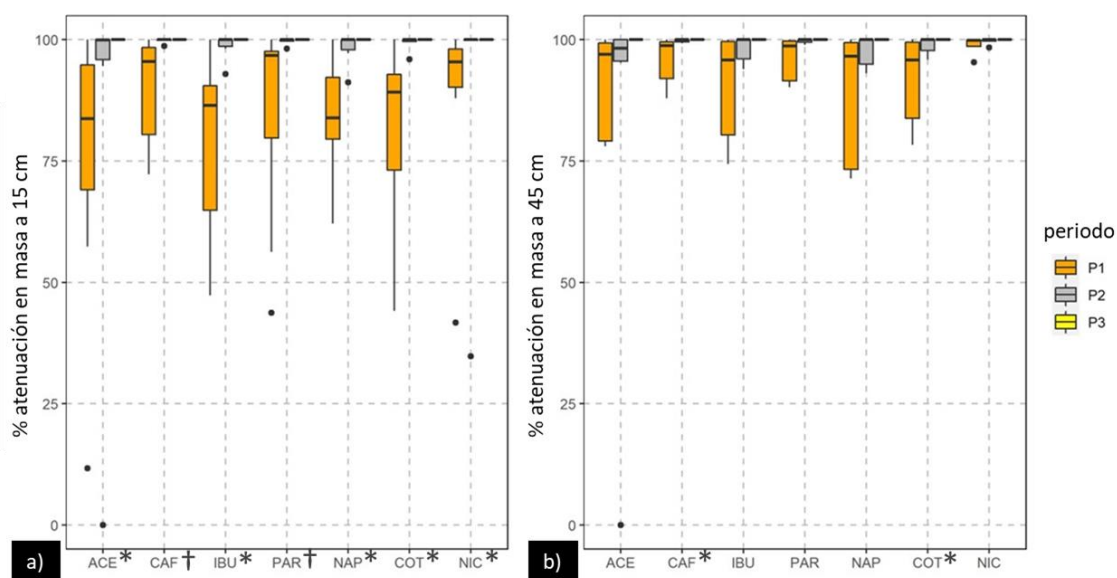 % atenuación en masa a 15 cm
100
75
50
25
0
a)
ACE* CAF† IBU* PAR† NAP* COT* NIC*
% atenuación en masa a 45 cm
100
75
50
25
0
b)
ACE CAF* IBU PAR NAP COT* NIC
periodo
P1
P2
P3